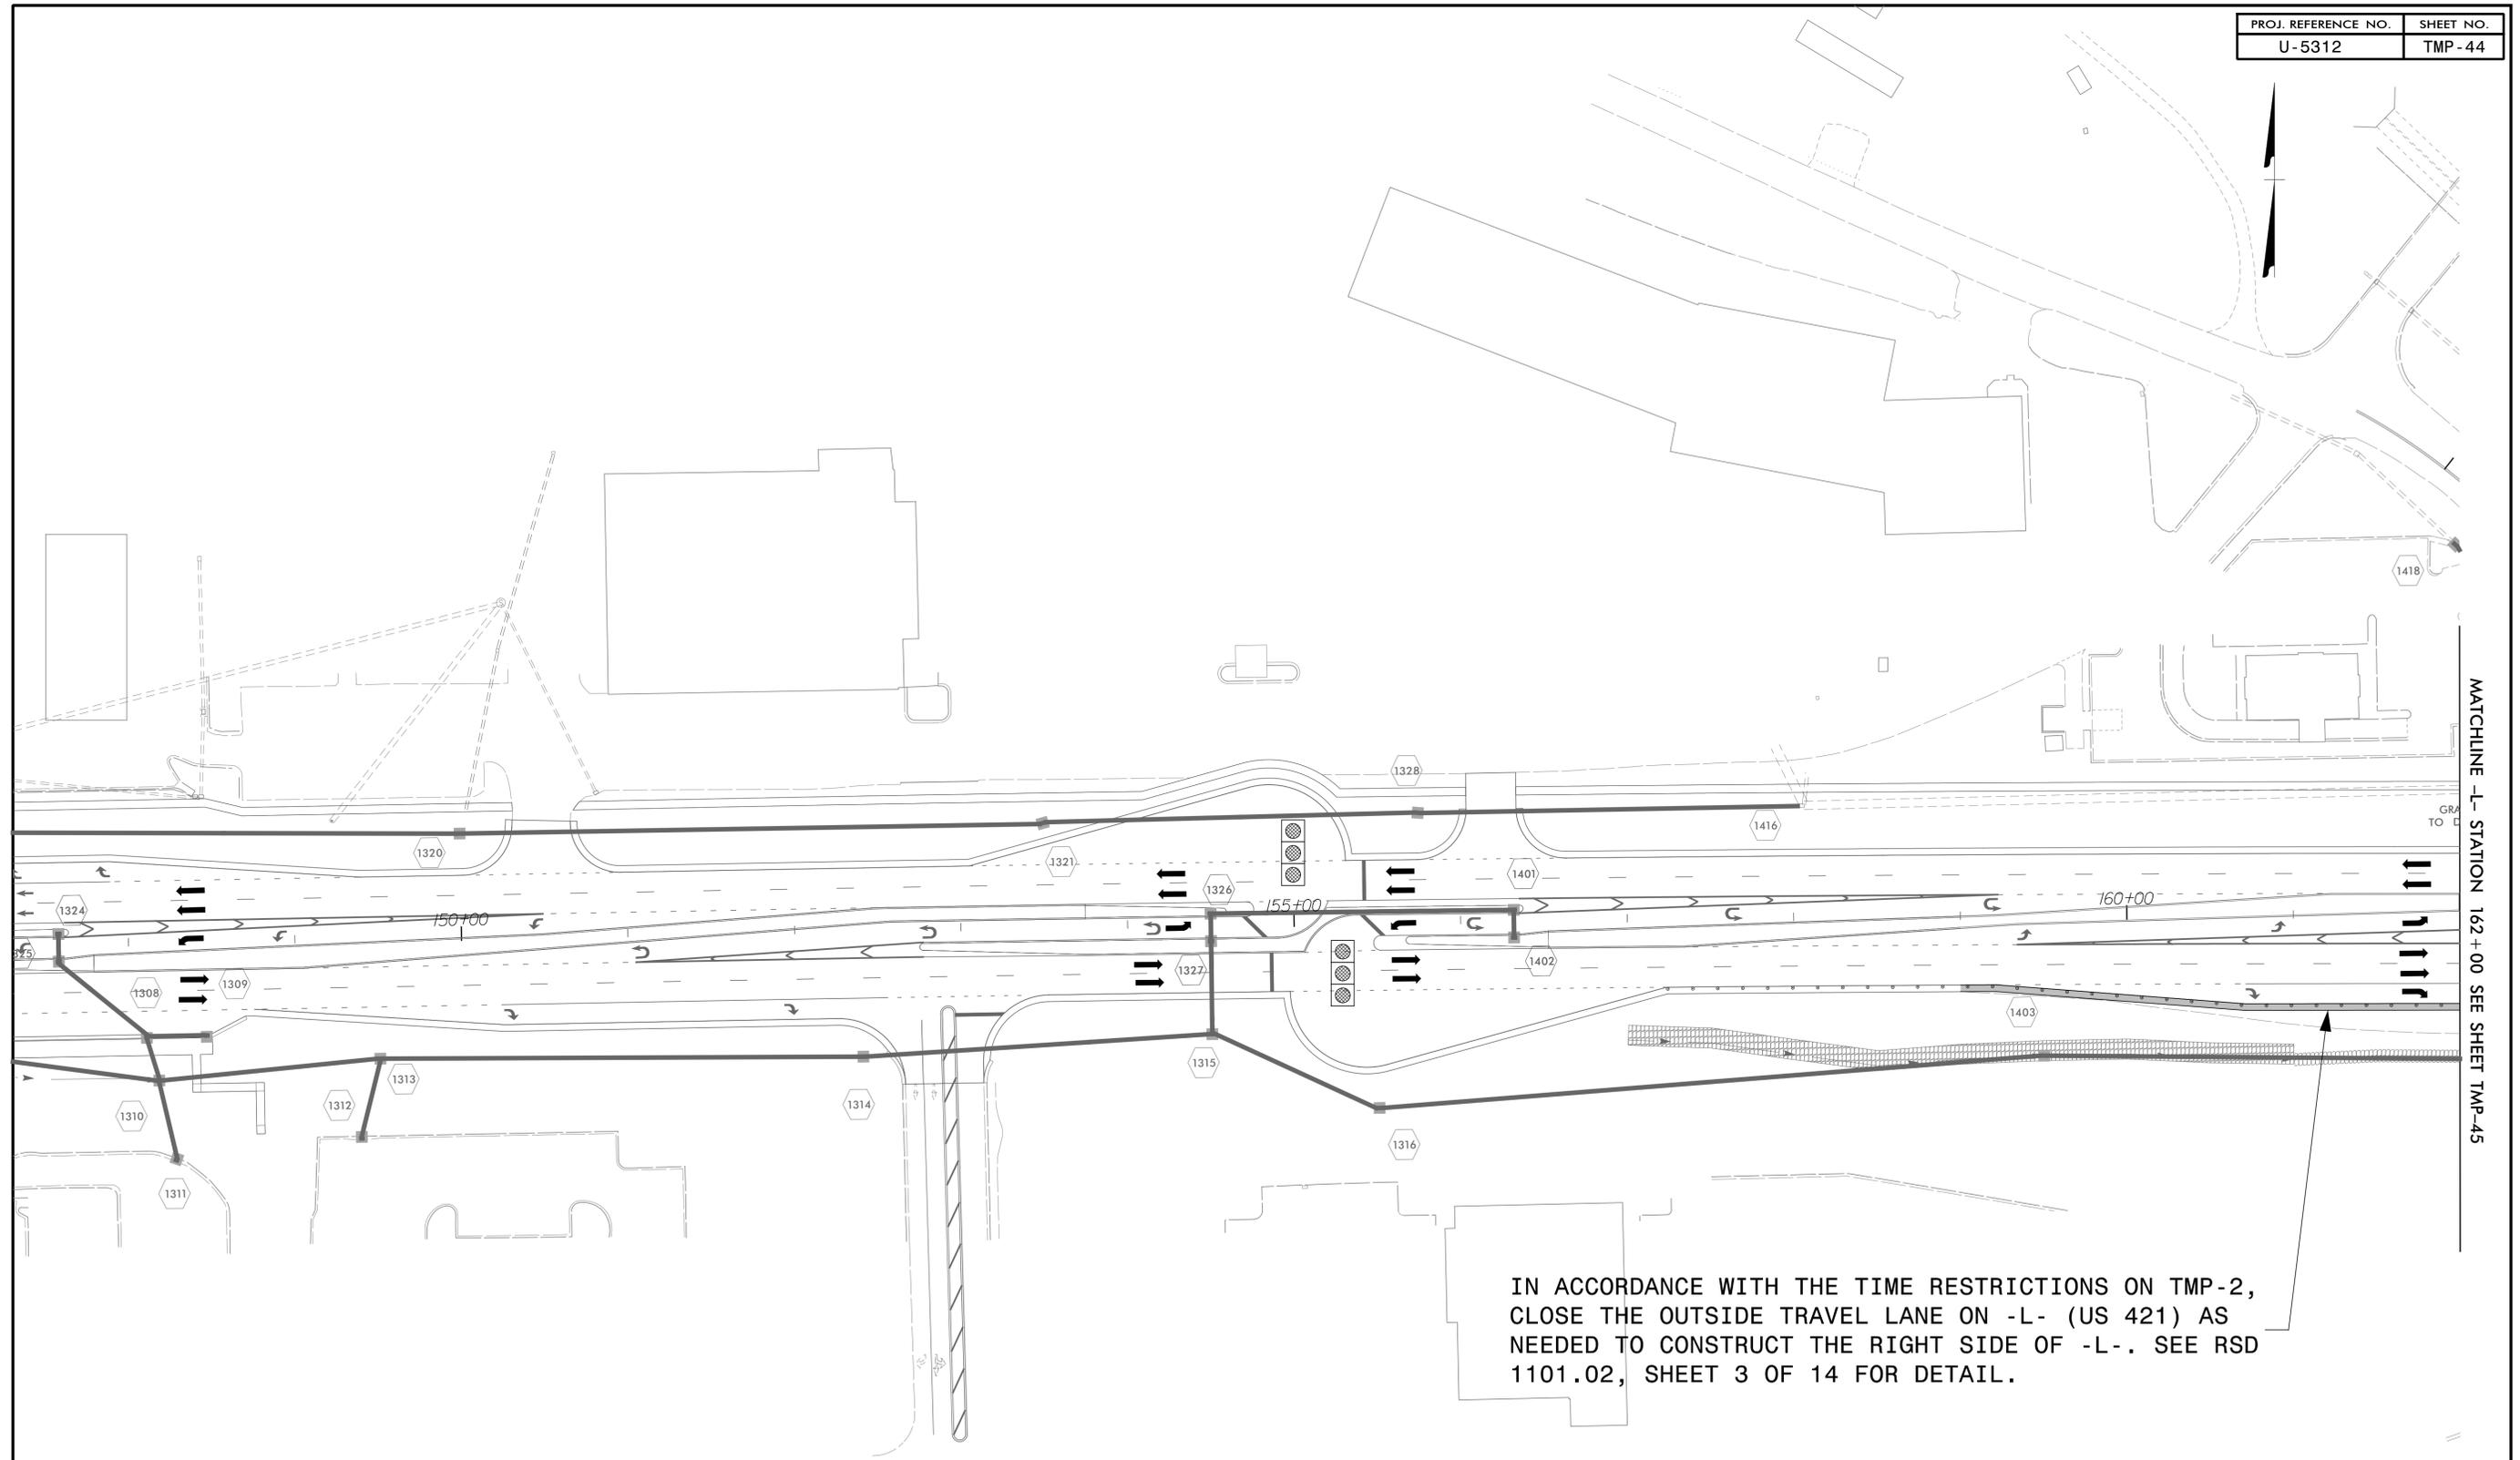 PROJ. REFERENCE NO. SHEET NO.
U-5312 TMP-44
1418
MATCHLINE -L- STATION 162+00 SEE SHEET TMP-45
GRA
TO D
1328
1416
1320
1321
1401
1326
1324
150+00
155+00
160+00
325
1308
1309
1327
1402
1403
1315
1313
1312
1314
1310
1316
1311
IN ACCORDANCE WITH THE TIME RESTRICTIONS ON TMP-2,
CLOSE THE OUTSIDE TRAVEL LANE ON -L- (US 421) AS
NEEDED TO CONSTRUCT THE RIGHT SIDE OF -L-. SEE RSD
1101.02, SHEET 3 OF 14 FOR DETAIL.